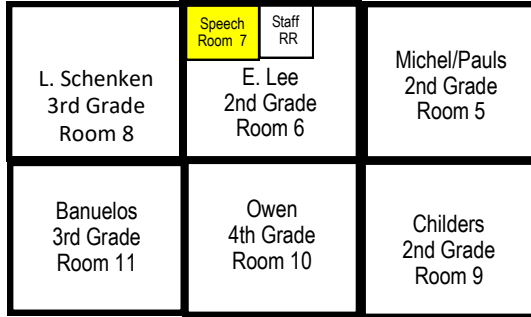 Speech
Room 7
Staff
RR
L. Schenken
3rd Grade
Room 8
E. Lee
2nd Grade
Room 6
Michel/Pauls
2nd Grade
Room 5
Banuelos
3rd Grade
Room 11
Owen
4th Grade
Room 10
Childers
2nd Grade
Room 9